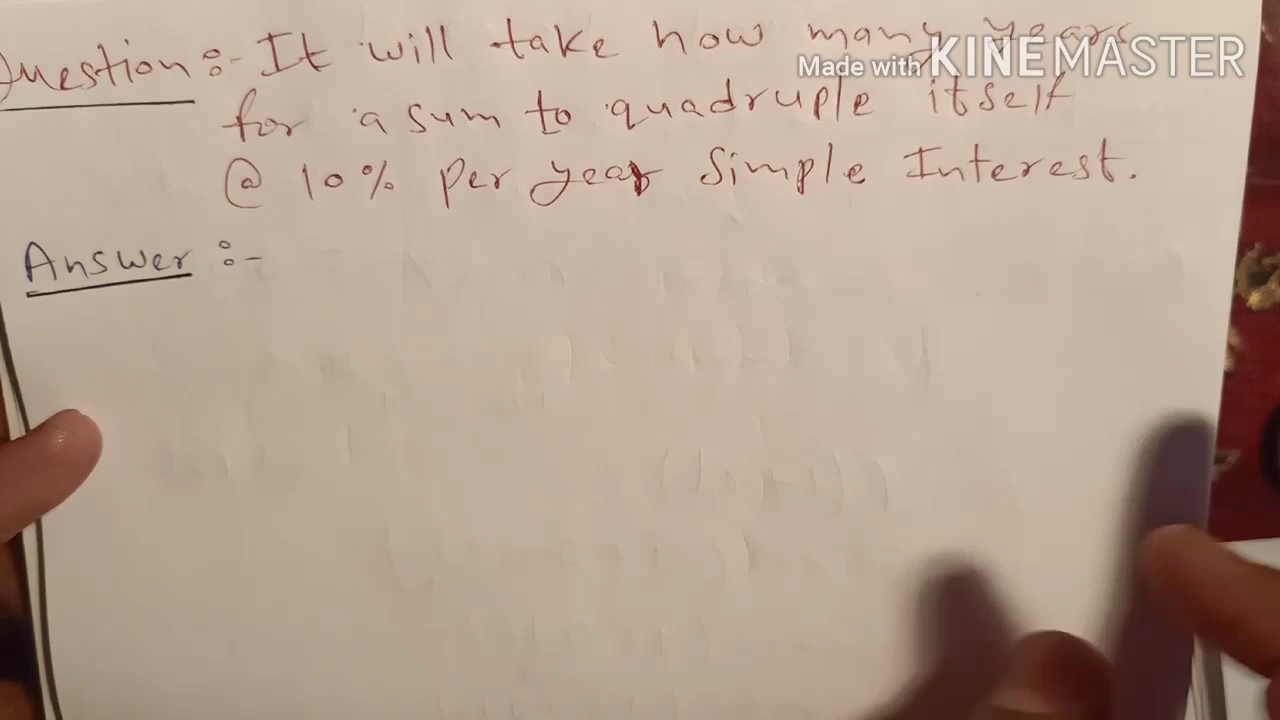 Question :- It will take how many years
Made with KINEMASTER
for a sum to quadruple itself
@ 10% per year Simple Interest.
Answer :-